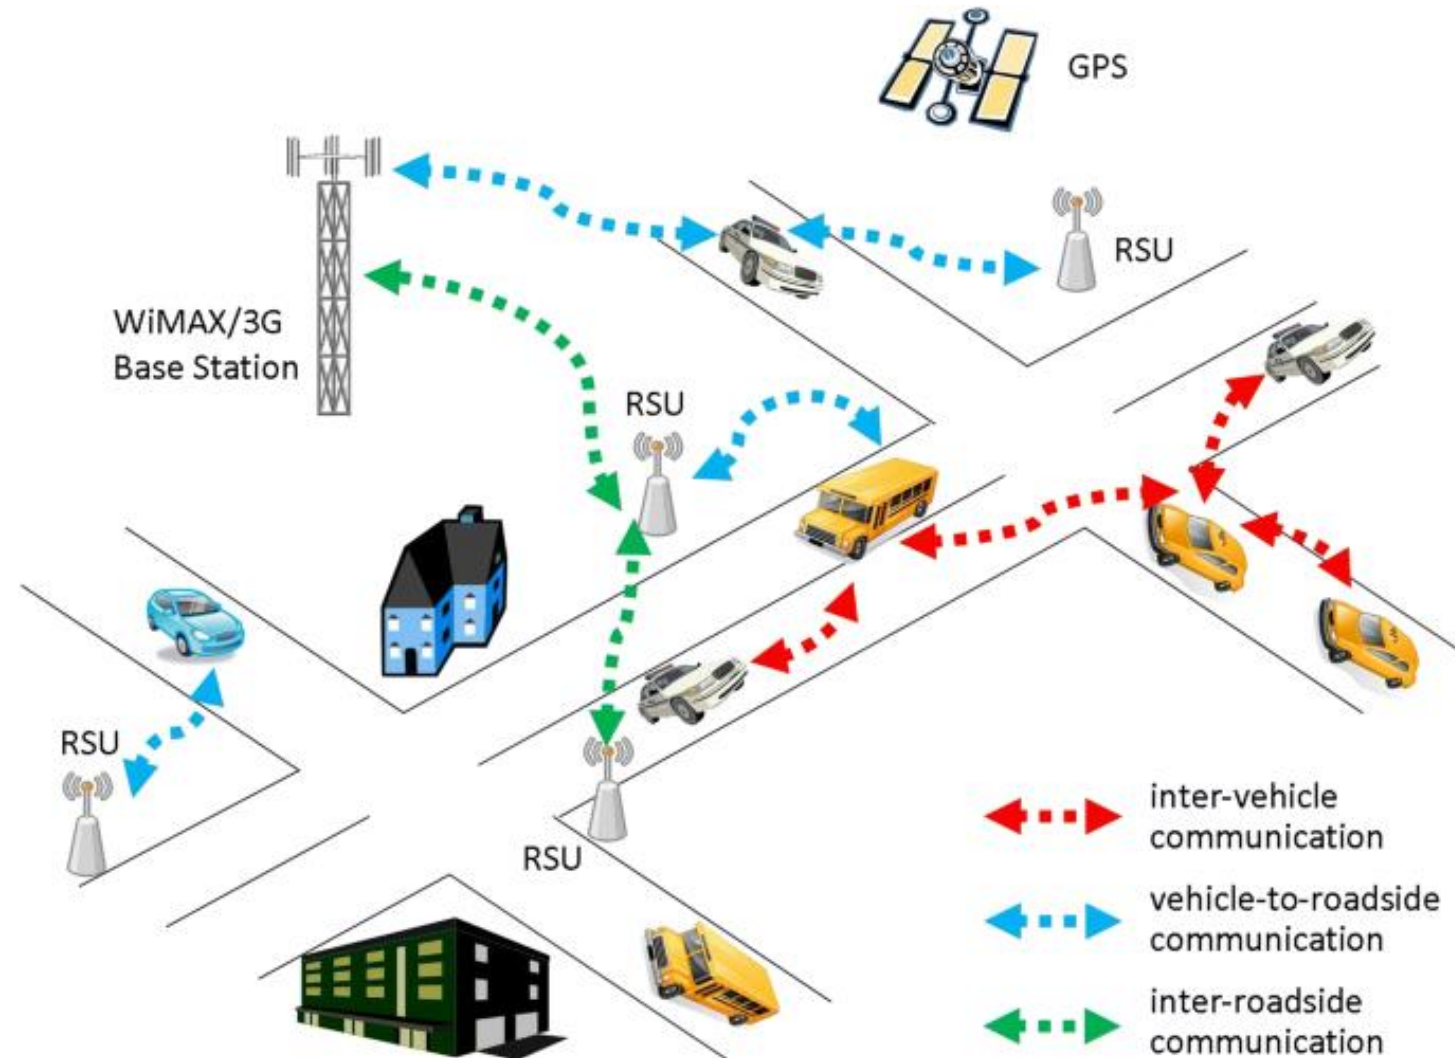 GPS
RSU
WiMAX/3G
Base Station
RSU
RSU
RSU
inter-vehicle
communication
vehicle-to-roadside
communication
inter-roadside
communication